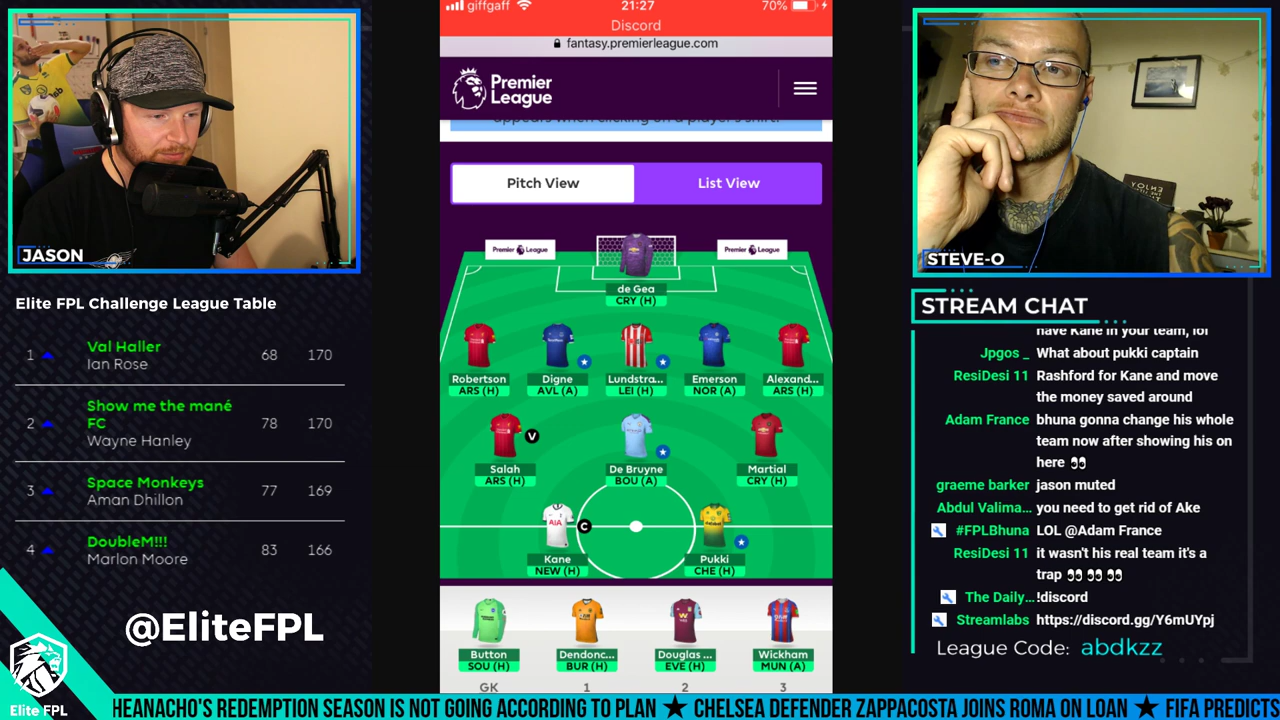 JASON
Elite FPL Challenge League Table
1 Val Haller 68 170
Ian Rose
2 Show me the mané
FC 78 170
Wayne Hanley
3 Space Monkeys 77 169
Aman Dhillon
4 DoubleM!!! 83 166
Marlon Moore
@EliteFPL
Elite FPL
giffgaff 21:27 70%
Discord
fantasy.premierleague.com
Premier
League
appears when clicking on a player's shirt.
Pitch View List View
Premier League Premier League
de Gea
CRY (H)
Robertson Digne Lundstra... Emerson Alexand...
ARS (H) AVL (A) LEI (H) NOR (A) ARS (H)
V
Salah De Bruyne Martial
ARS (H) BOU (A) CRY (H)
AIA C
Kane Pukki
NEW (H) CHE (H)
Button Dendonc... Douglas ... Wickham
SOU (H) BUR (H) EVE (H) MUN (A)
GK 1 2 3
STEVE-O
STREAM CHAT
have Kane in your team, lol
Jpgos _ What about pukki captain
ResiDesi 11 Rashford for Kane and move
the money saved around
Adam France bhuna gonna change his whole
team now after showing his on
here 👀
graeme barker jason muted
Abdul Valima... you need to get rid of Ake
#FPLBhuna LOL @Adam France
ResiDesi 11 it wasn't his real team it's a
trap 👀 👀 👀
The Daily... !discord
Streamlabs https://discord.gg/Y6mUYpj
League Code: abdkzz
HEANACHO'S REDEMPTION SEASON IS NOT GOING ACCORDING TO PLAN ★ CHELSEA DEFENDER ZAPPACOSTA JOINS ROMA ON LOAN ★ FIFA PREDICTS